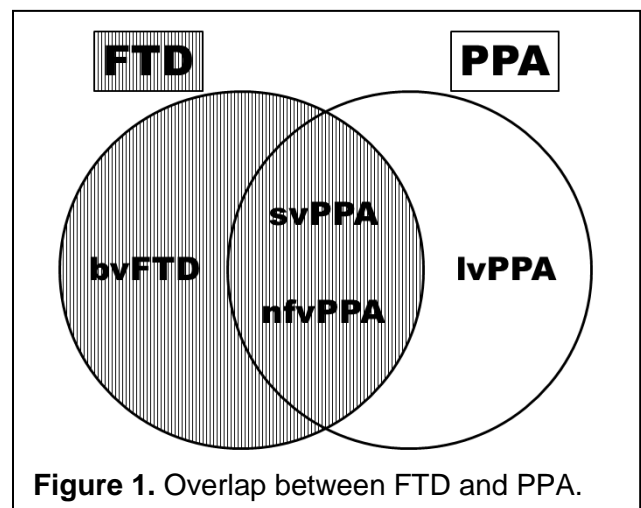 FTD PPA
svPPA
bvFTD lvPPA
nfvPPA
Figure 1. Overlap between FTD and PPA.